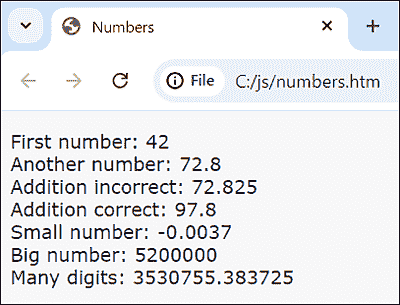 Numbers
File C:/js/numbers.htm
First number: 42
Another number: 72.8
Addition incorrect: 72.825
Addition correct: 97.8
Small number: -0.0037
Big number: 5200000
Many digits: 3530755.383725